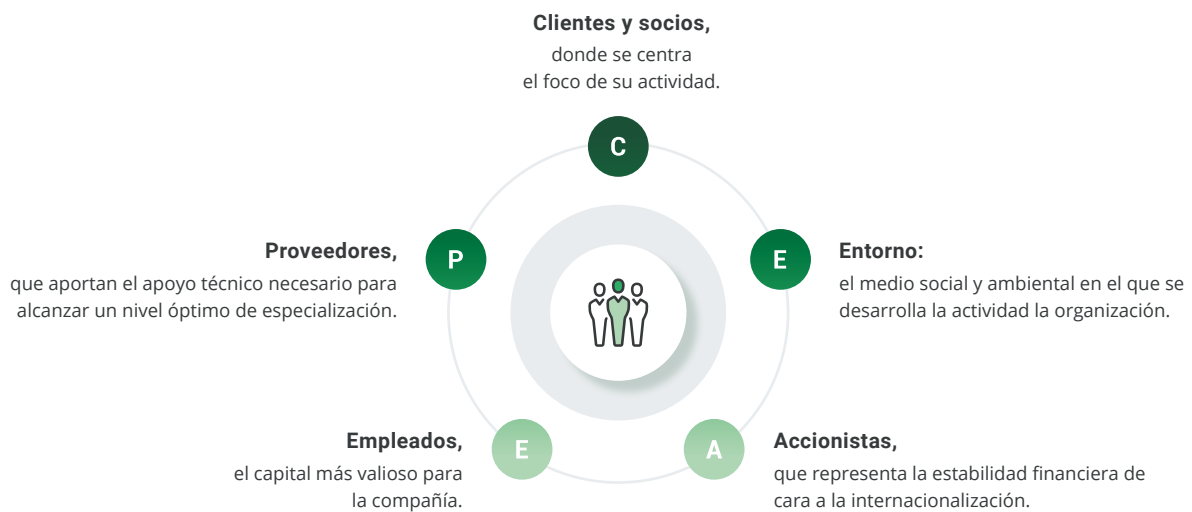 Clientes y socios,
donde se centra
el foco de su actividad.
C
Proveedores,
que aportan el apoyo técnico necesario para
alcanzar un nivel óptimo de especialización.
P
E
Entorno:
el medio social y ambiental en el que se
desarrolla la actividad la organización.
Empleados,
el capital más valioso para
la compañía.
E
A
Accionistas,
que representa la estabilidad financiera de
cara a la internacionalización.